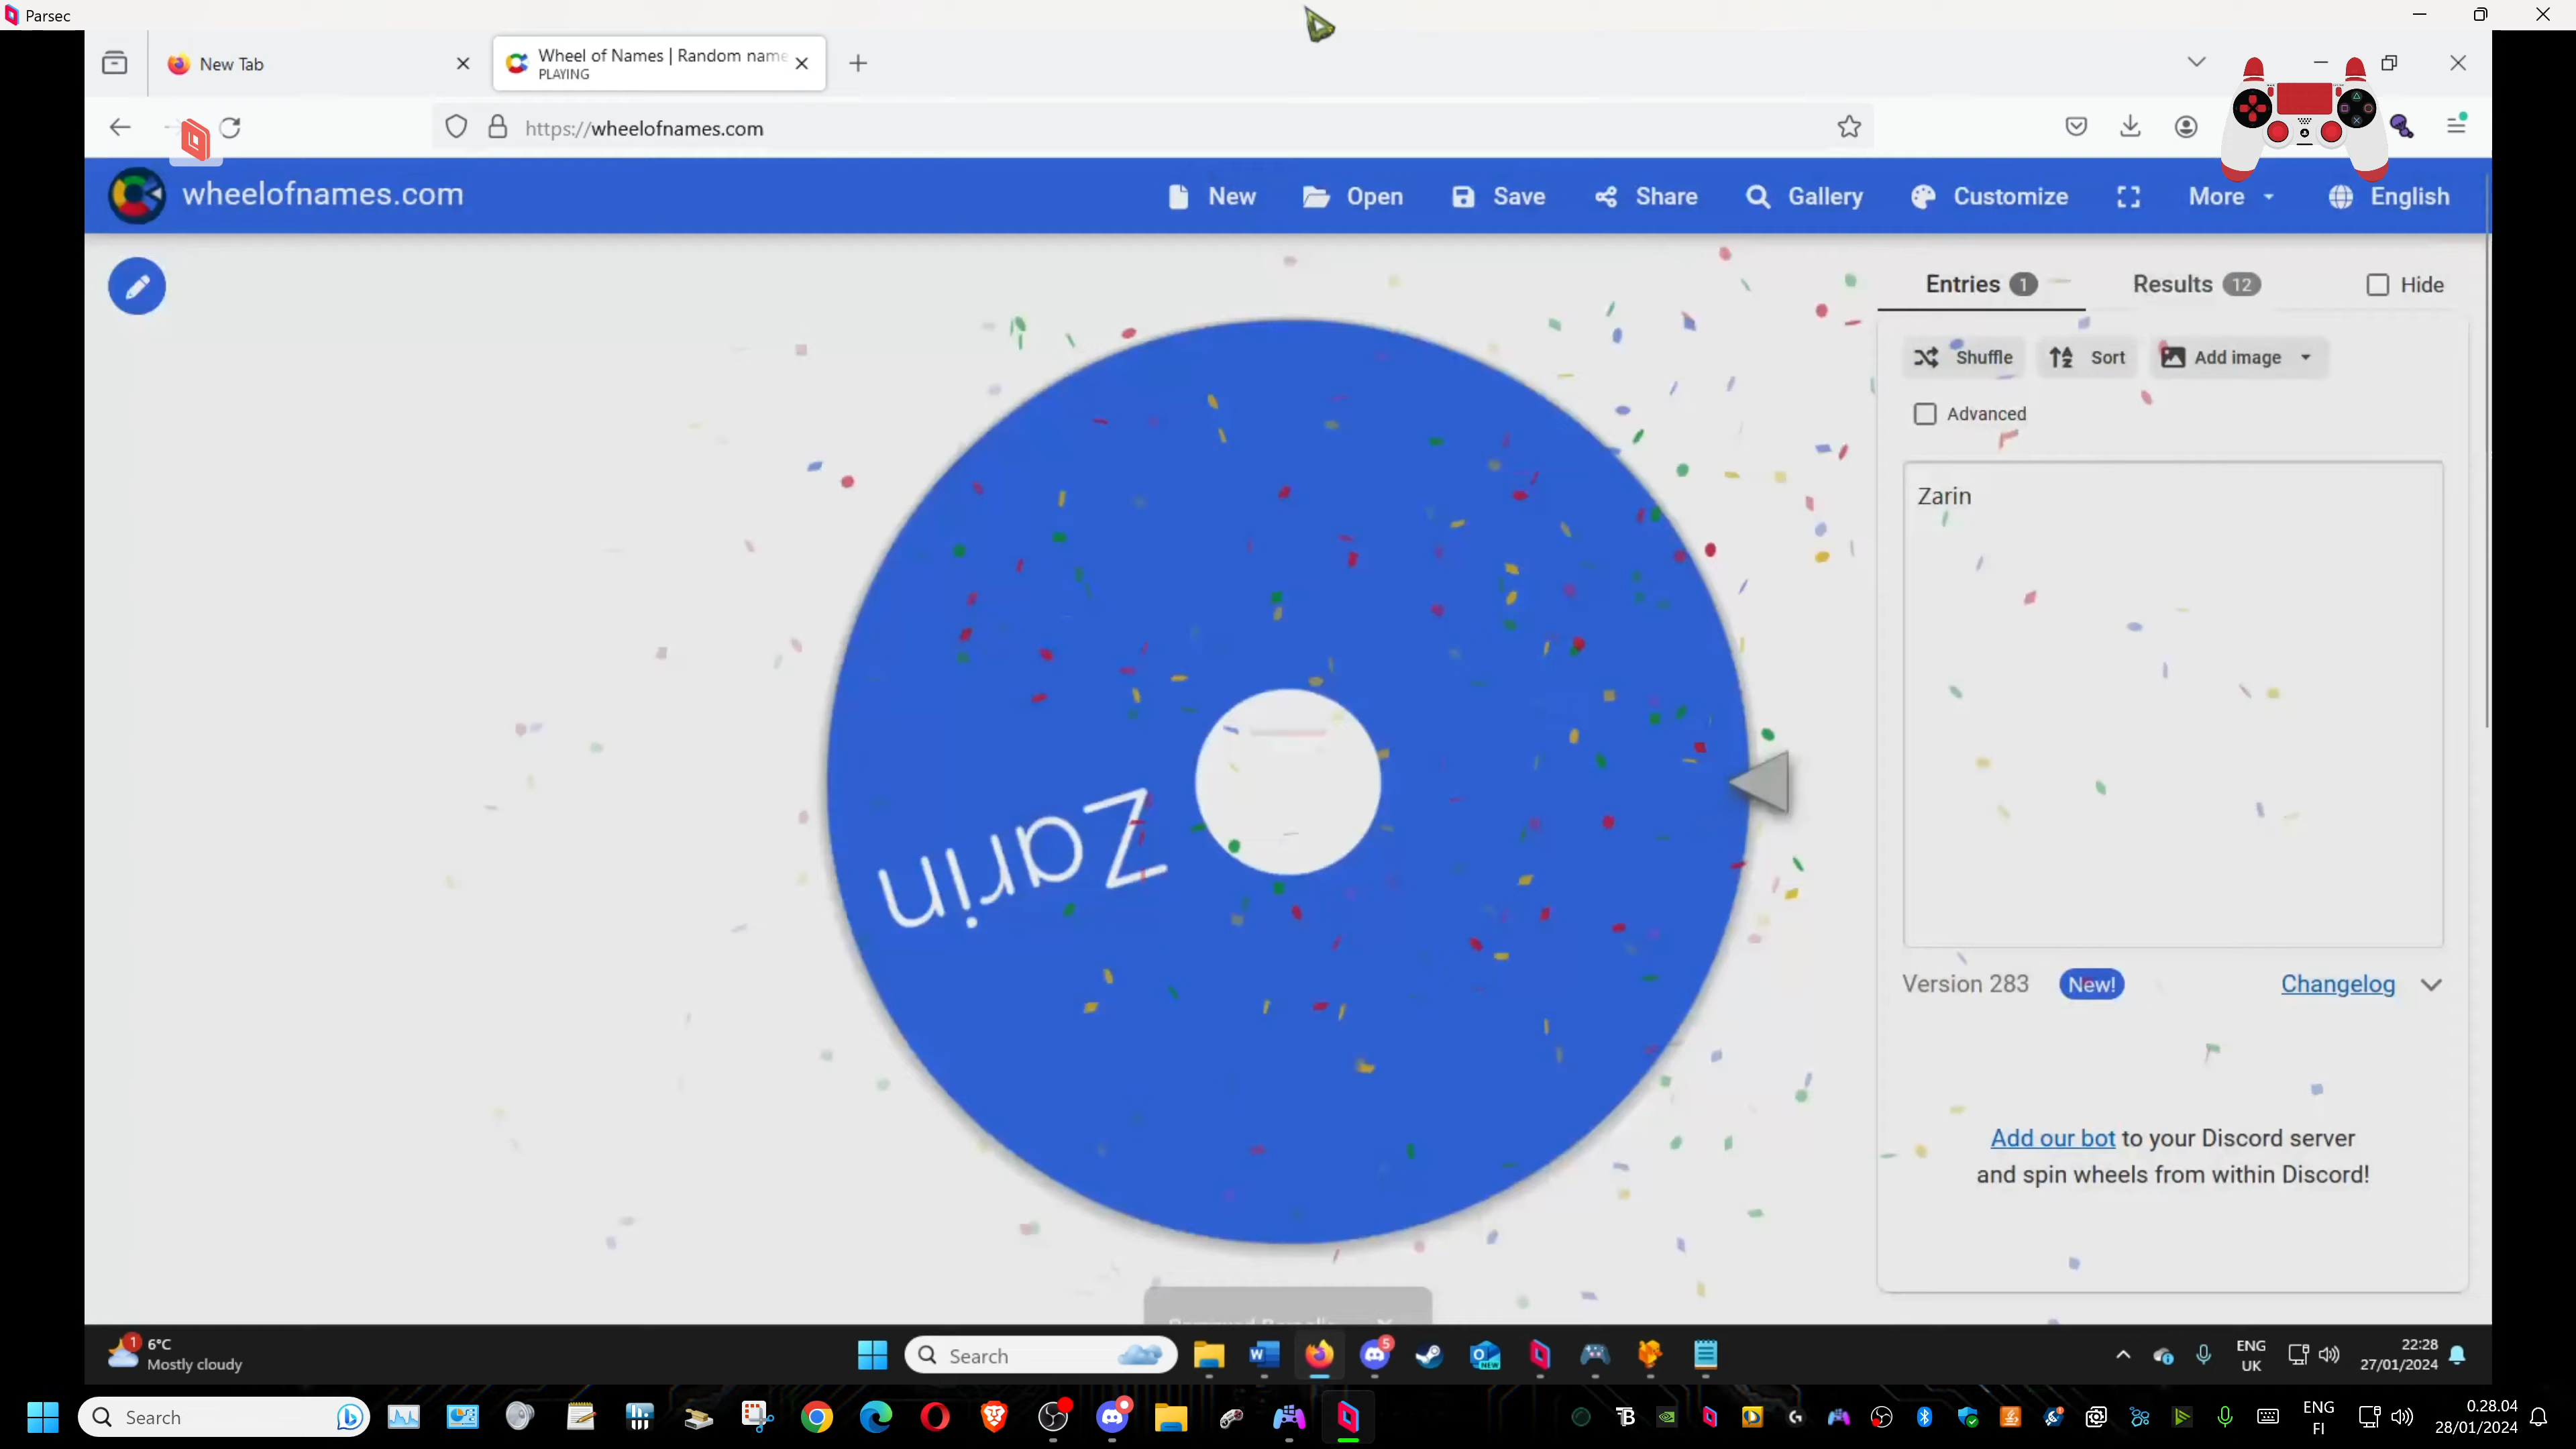 Parsec
New Tab
Wheel of Names | Random name
PLAYING
https://wheelofnames.com
wheelofnames.com
New
Open
Save
Share
Gallery
Customize
More
English
Entries 1
Results 12
Hide
Shuffle
Sort
Add image
Advanced
Zarin
Zarin
Version 283
New!
Changelog
Add our bot to your Discord server
and spin wheels from within Discord!
1
6°C
Mostly cloudy
Search
5
ENG
UK
22:28
27/01/2024
Search
ENG
FI
0.28.04
28/01/2024